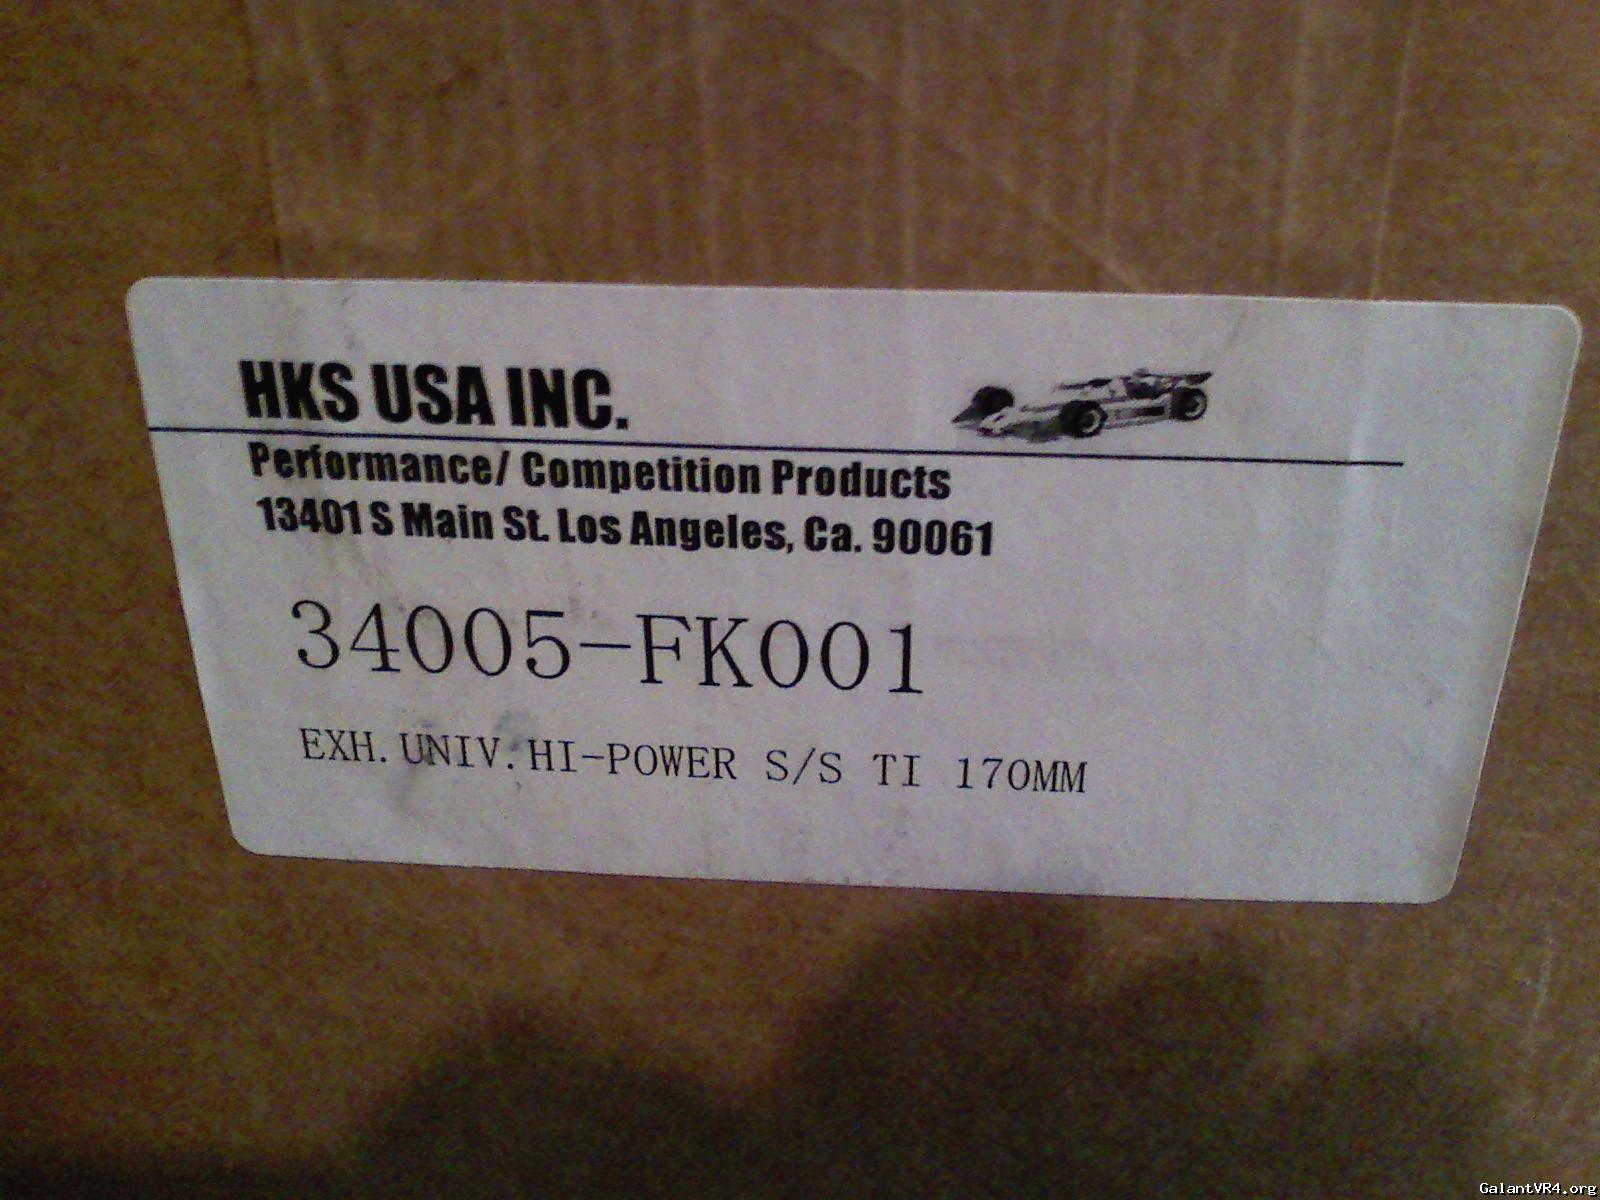 HKS USA INC.
Performance/ Competition Products
13401 S Main St. Los Angeles, Ca. 90061
34005-FK001
EXH. UNIV. HI-POWER S/S TI 170MM
GalantVR4.org